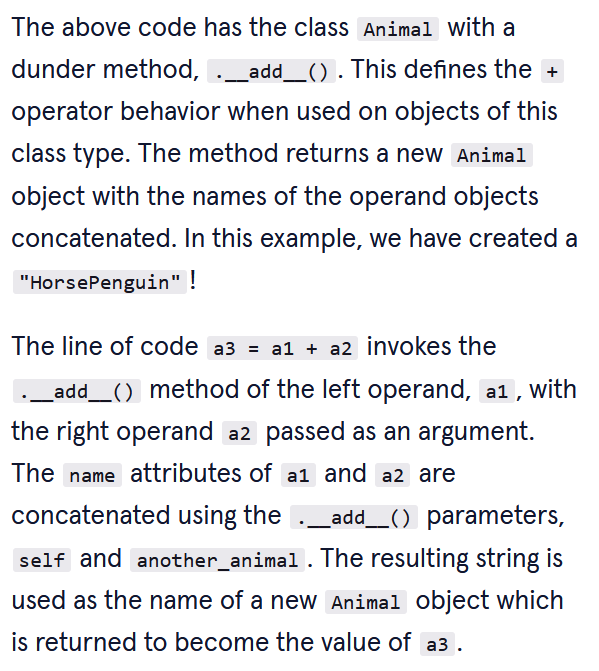 The above code has the class Animal with a
dunder method, .__add__(). This defines the +
operator behavior when used on objects of this
class type. The method returns a new Animal
object with the names of the operand objects
concatenated. In this example, we have created a
"HorsePenguin"!
The line of code a3 = a1 + a2 invokes the
.__add__() method of the left operand, a1, with
the right operand a2 passed as an argument.
The name attributes of a1 and a2 are
concatenated using the .__add__() parameters,
self and another_animal. The resulting string is
used as the name of a new Animal object which
is returned to become the value of a3.